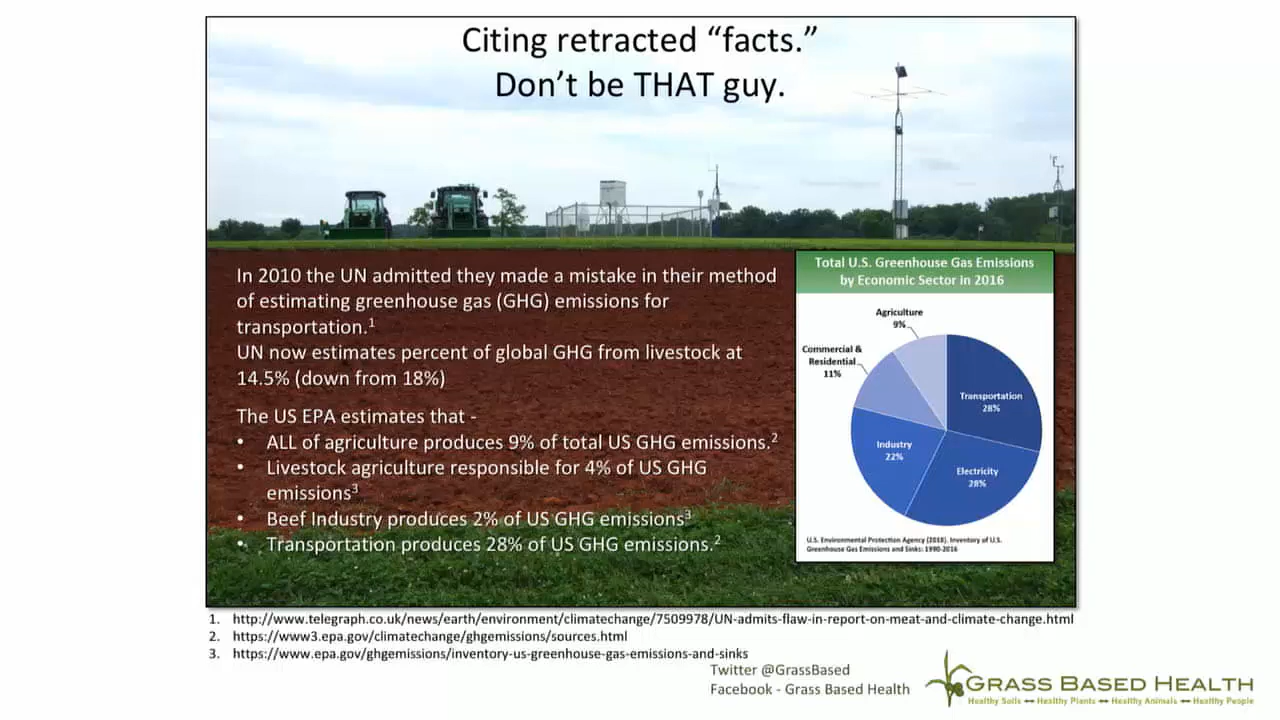 Citing retracted “facts.”
Don’t be THAT guy.
In 2010 the UN admitted they made a mistake in their method
of estimating greenhouse gas (GHG) emissions for
transportation.1
UN now estimates percent of global GHG from livestock at
14.5% (down from 18%)
The US EPA estimates that -
• ALL of agriculture produces 9% of total US GHG emissions.2
• Livestock agriculture responsible for 4% of US GHG
emissions3
• Beef Industry produces 2% of US GHG emissions3
• Transportation produces 28% of US GHG emissions.2
Total U.S. Greenhouse Gas Emissions
by Economic Sector in 2016
Agriculture
9%
Commercial &
Residential
11%
Transportation
28%
Industry
22%
Electricity
28%
U.S. Environmental Protection Agency (2018). Inventory of U.S.
Greenhouse Gas Emissions and Sinks: 1990-2016
1. http://www.telegraph.co.uk/news/earth/environment/climatechange/7509978/UN-admits-flaw-in-report-on-meat-and-climate-change.html
2. https://www3.epa.gov/climatechange/ghgemissions/sources.html
3. https://www.epa.gov/ghgemissions/inventory-us-greenhouse-gas-emissions-and-sinks
Twitter @GrassBased
Facebook - Grass Based Health
GRASS BASED HEALTH
Healthy Soils ↔ Healthy Plants ↔ Healthy Animals ↔ Healthy People